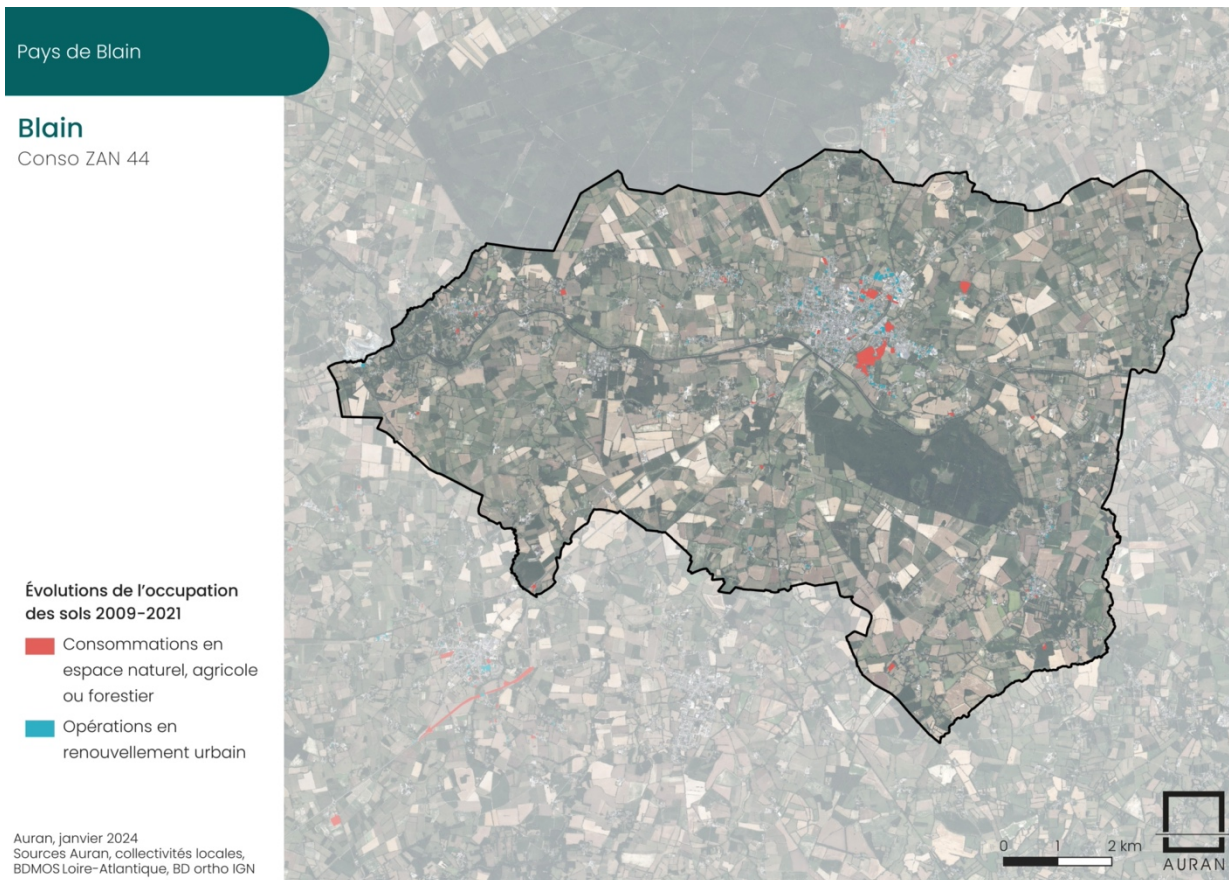 Pays de Blain
Blain
Conso ZAN 44
Évolutions de l'occupation
des sols 2009-2021
Consommations en
espace naturel, agricole
ou forestier
Opérations en
renouvellement urbain
Auran, janvier 2024
Sources Auran, collectivités locales,
BDMOS Loire-Atlantique, BD ortho IGN
0 1 2 km
AURAN